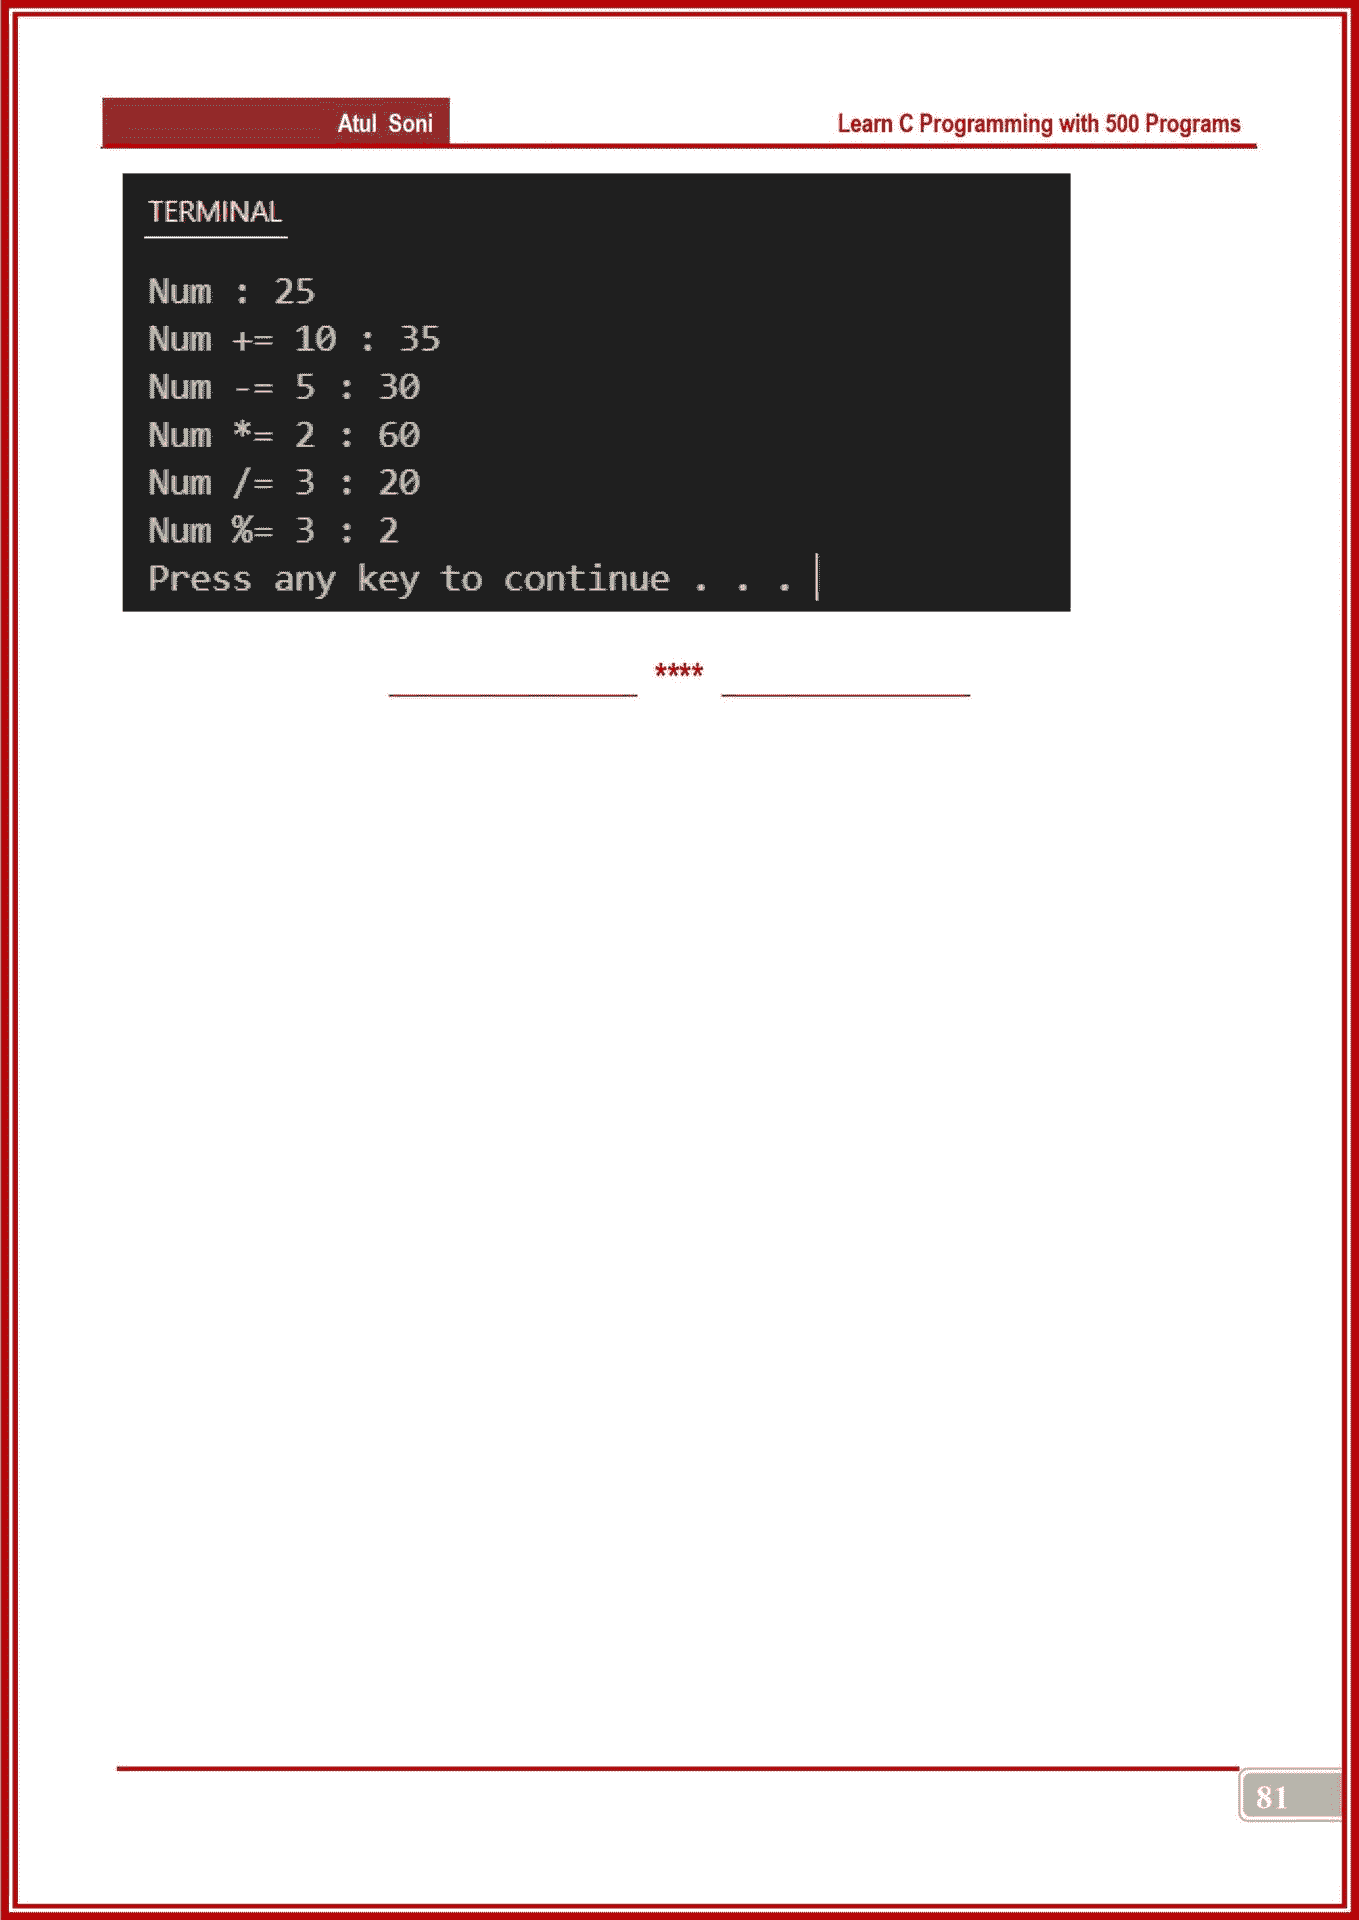 Atul Soni
Learn C Programming with 500 Programs
TERMINAL
Num : 25
Num += 10 : 35
Num -= 5 : 30
Num *= 2 : 60
Num /= 3 : 20
Num %= 3 : 2
Press any key to continue . . .
****
81